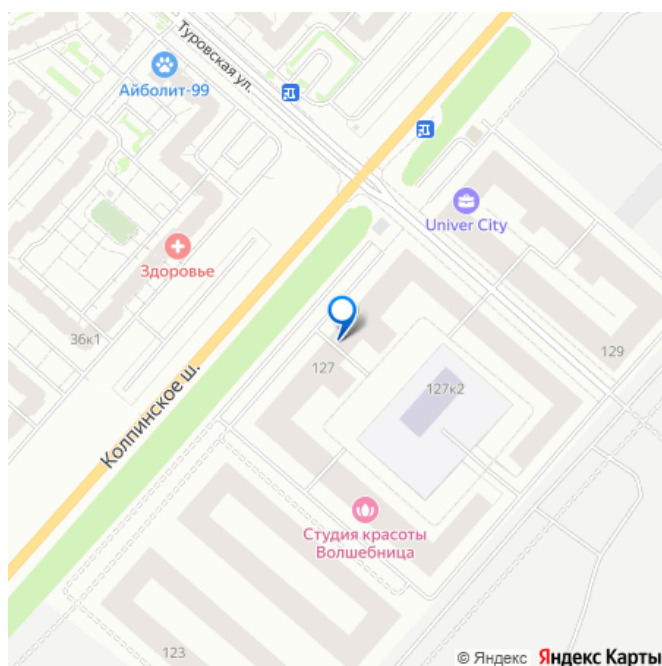 Туровская ул.
Айболит-99
Univer City
Здоровье
36к1
127
129
127к2
Колпинское ш.
Студия красоты
Волшебница
123
© Яндекс Яндекс Карты